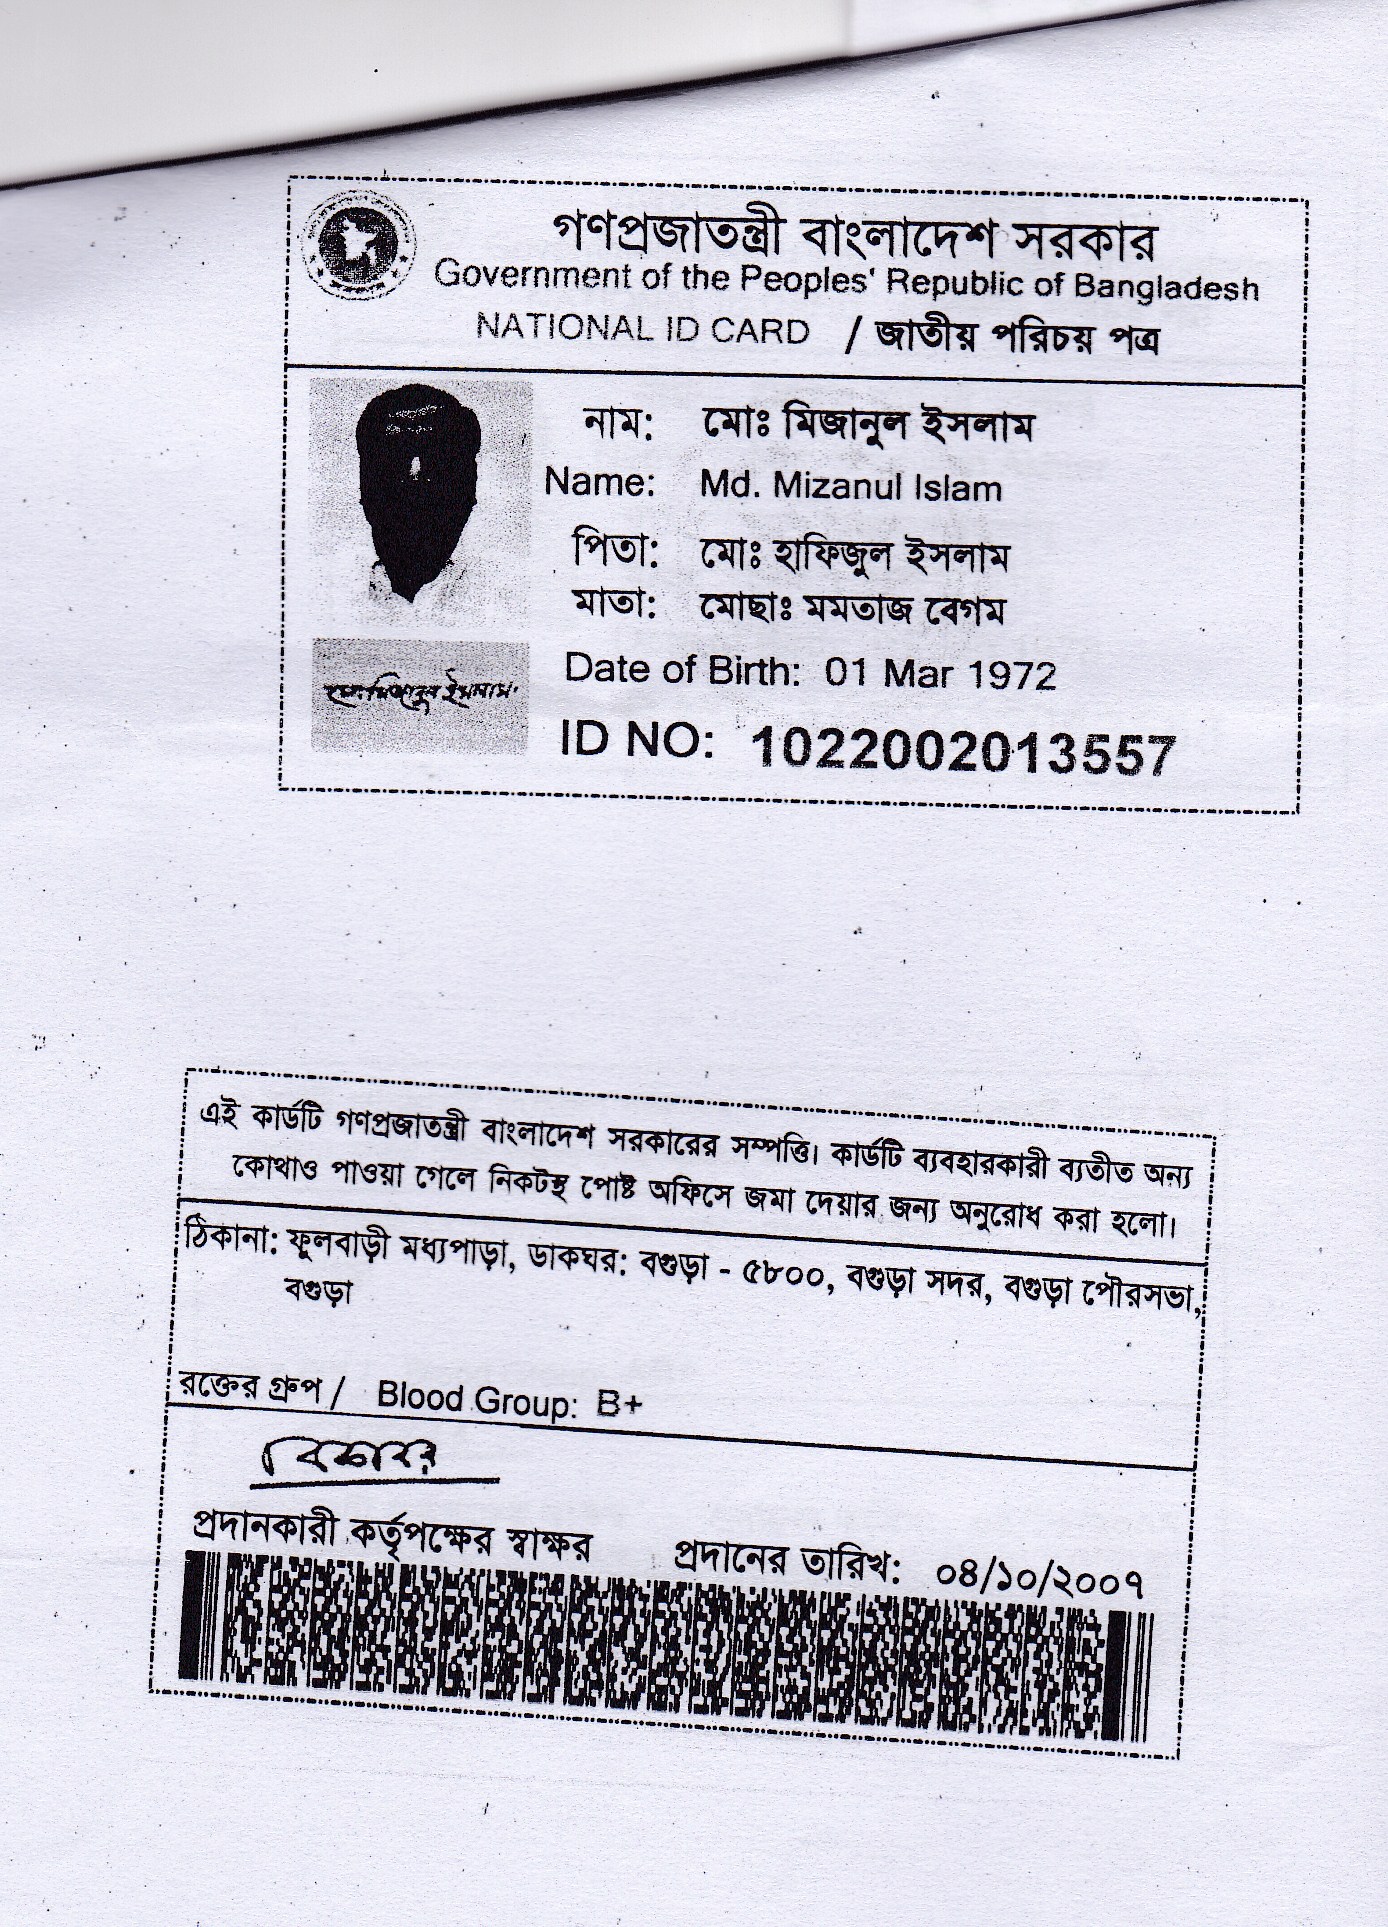 গণপ্রজাতন্ত্রী বাংলাদেশ সরকার
Government of the Peoples' Republic of Bangladesh
NATIONAL ID CARD / জাতীয় পরিচয় পত্র
নাম: মোঃ মিজানুল ইসলাম
Name: Md. Mizanul Islam
পিতা: মোঃ হাফিজুল ইসলাম
মাতা: মোছাঃ মমতাজ বেগম
Date of Birth: 01 Mar 1972
মোঃ মিজানুল ইসলাম
ID NO: 1022002013557
এই কার্ডটি গণপ্রজাতন্ত্রী বাংলাদেশ সরকারের সম্পত্তি। কার্ডটি ব্যবহারকারী ব্যতীত অন্য
কোথাও পাওয়া গেলে নিকটস্থ পোষ্ট অফিসে জমা দেয়ার জন্য অনুরোধ করা হলো।
ঠিকানা: ফুলবাড়ী মধ্যপাড়া, ডাকঘর: বগুড়া - ৫৮০০, বগুড়া সদর, বগুড়া পৌরসভা,
বগুড়া
রক্তের গ্রুপ / Blood Group: B+
প্রদানকারী কর্তৃপক্ষের স্বাক্ষর প্রদানের তারিখ: ০৪/১০/২০০৭